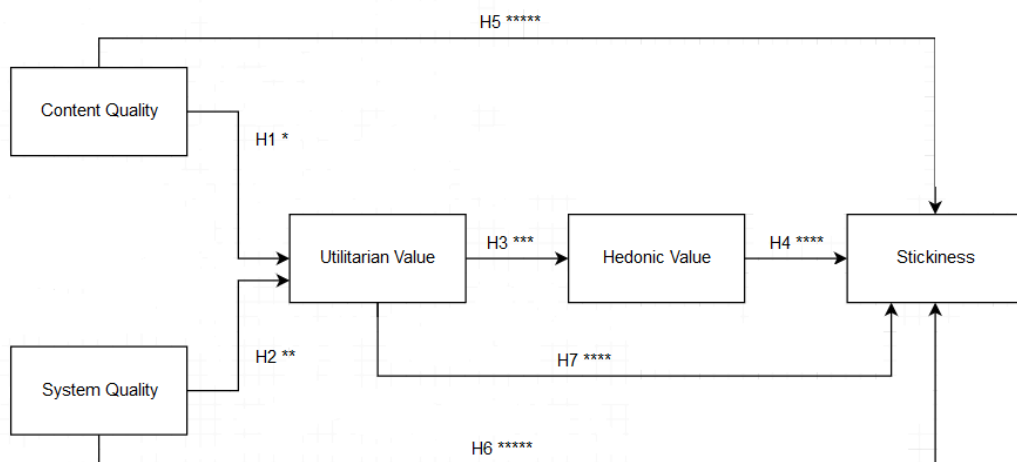 H5 *****
Content Quality
H1 *
Utilitarian Value
H3 ***
Hedonic Value
H4 ****
Stickiness
H2 **
H7 ****
System Quality
H6 *****